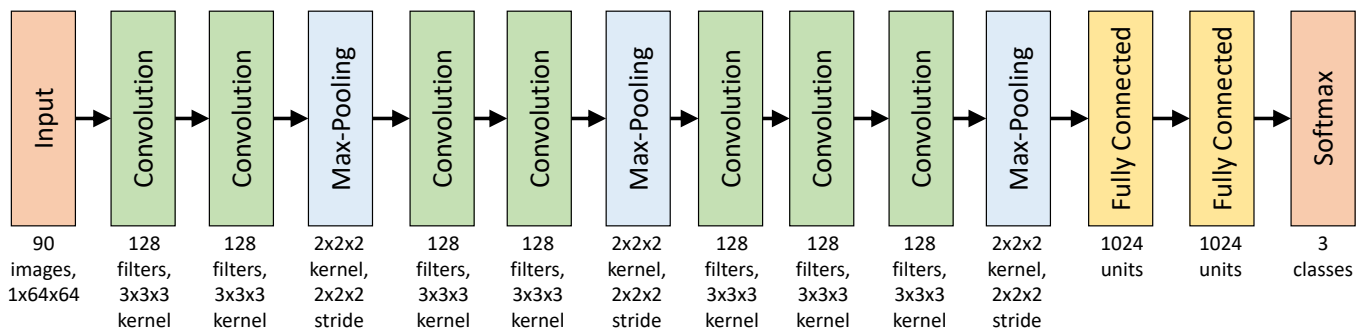 Input
Convolution
Convolution
Max-Pooling
Convolution
Convolution
Max-Pooling
Convolution
Convolution
Convolution
Max-Pooling
Fully Connected
Fully Connected
Softmax
90
images,
1x64x64
128
filters,
3x3x3
kernel
128
filters,
3x3x3
kernel
2x2x2
kernel,
2x2x2
stride
128
filters,
3x3x3
kernel
128
filters,
3x3x3
kernel
2x2x2
kernel,
2x2x2
stride
128
filters,
3x3x3
kernel
128
filters,
3x3x3
kernel
128
filters,
3x3x3
kernel
2x2x2
kernel,
2x2x2
stride
1024
units
1024
units
3
classes